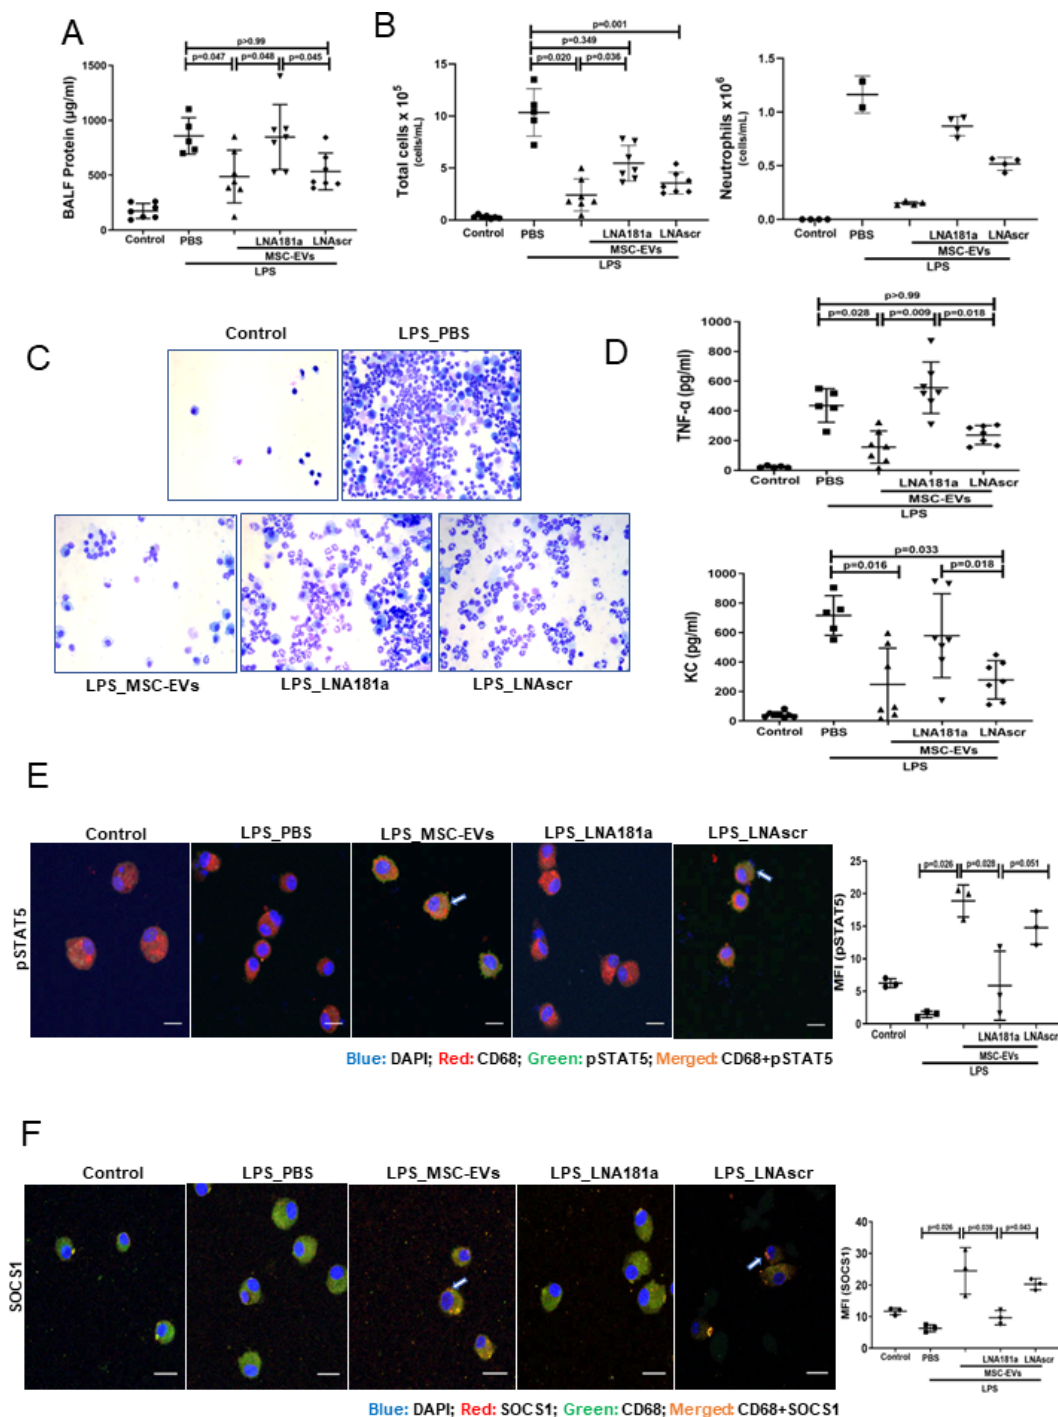 A
p>0.99
p=0.047
p=0.048
p=0.045
BALF Protein (µg/ml)
1500
1000
500
0
Control
PBS
LNA181a
LNAscr
MSC-EVs
LPS
B
p=0.001
p=0.349
p=0.020
p=0.036
Total cells x 10⁵
(cells/mL)
15
10
5
0
Control
PBS
LNA181a
LNAscr
MSC-EVs
LPS
Neutrophils x10⁶
(cells/mL)
1.5
1.0
0.5
0.0
Control
PBS
LNA181a
LNAscr
MSC-EVs
LPS
C
Control
LPS_PBS
LPS_MSC-EVs
LPS_LNA181a
LPS_LNAscr
D
p>0.99
p=0.028
p=0.009
p=0.018
TNF-α (pg/ml)
1000
800
600
400
200
0
Control
PBS
LNA181a
LNAscr
MSC-EVs
LPS
p=0.033
p=0.016
p=0.018
KC (pg/ml)
1000
800
600
400
200
0
Control
PBS
LNA181a
LNAscr
MSC-EVs
LPS
E
Control
LPS_PBS
LPS_MSC-EVs
LPS_LNA181a
LPS_LNAscr
pSTAT5
Blue: DAPI; Red: CD68; Green: pSTAT5; Merged: CD68+pSTAT5
p=0.026
p=0.028
p=0.051
MFI (pSTAT5)
25
20
15
10
5
0
Control
LNA181a
LNAscr
MSC-EVs
LPS
F
Control
LPS_PBS
LPS_MSC-EVs
LPS_LNA181a
LPS_LNAscr
SOCS1
Blue: DAPI; Red: SOCS1; Green: CD68; Merged: CD68+SOCS1
p=0.026
p=0.039
p=0.043
MFI (SOCS1)
40
30
20
10
0
Control
PBS
LNA181a
LNAscr
MSC-EVs
LPS